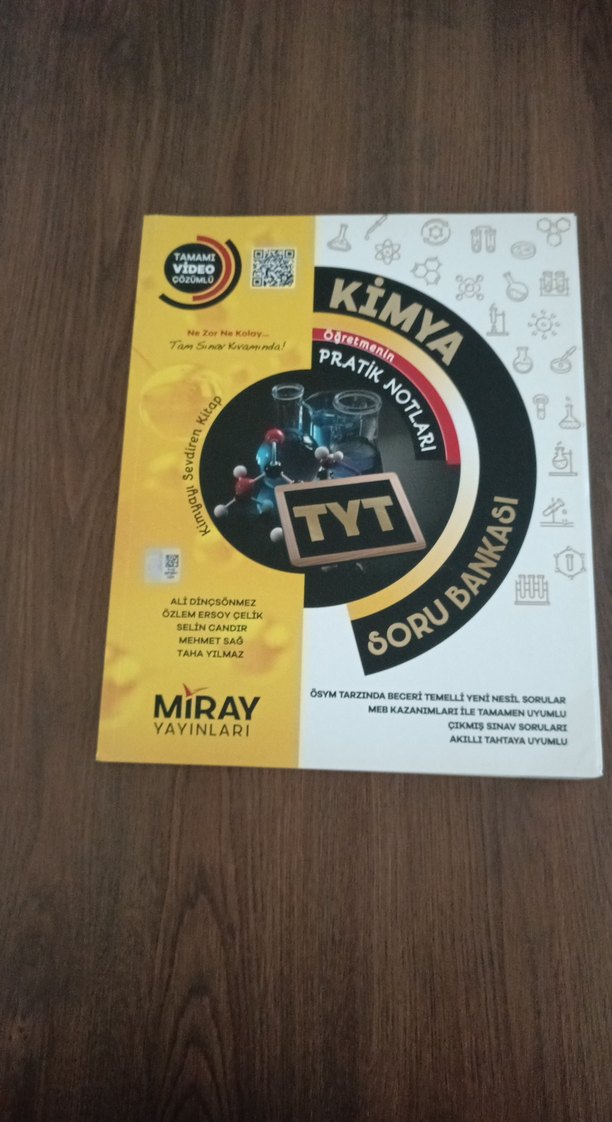 TAMAMI
VİDEO
ÇÖZÜMLÜ
Ne Zor Ne Kolay...
Tam Sınav Kıvamında!
KİMYA
Öğretmenin
PRATİK NOTLARI
Kimyayı Sevdiren Kitap
TYT
SORU BANKASI
ALİ DİNÇSÖNMEZ
ÖZLEM ERSOY ÇELİK
SELİN CANDIR
MEHMET SAĞ
TAHA YILMAZ
MİRAY
YAYINLARI
ÖSYM TARZINDA BECERİ TEMELLİ YENİ NESİL SORULAR
MEB KAZANIMLARI İLE TAMAMEN UYUMLU
ÇIKMIŞ SINAV SORULARI
AKILLI TAHTAYA UYUMLU